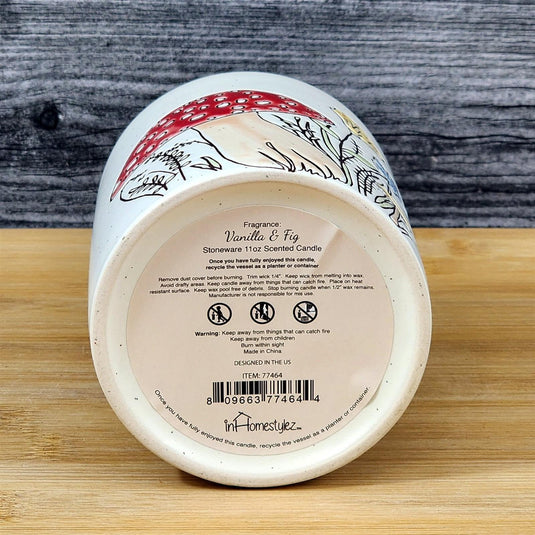 Fragrance:
Vanilla & Fig
Stoneware 11oz Scented Candle
Once you have fully enjoyed this candle,
recycle the vessel as a planter or container
Remove dust cover before burning. Trim wick 1/4". Keep wick from melting into wax.
Avoid drafty areas. Keep candle away from things that can catch fire. Place on heat
resistant surface. Keep wax pool free of debris. Stop burning candle when 1/2" wax remains.
Manufacturer is not responsible for mis use.
Warning: Keep away from things that can catch fire
Keep away from children
Burn within sight
Made in China
DESIGNED IN THE US
ITEM: 77464
8 09663 77464 4
inHomestylez
Once you have fully enjoyed this candle, recycle the vessel as a planter or container.